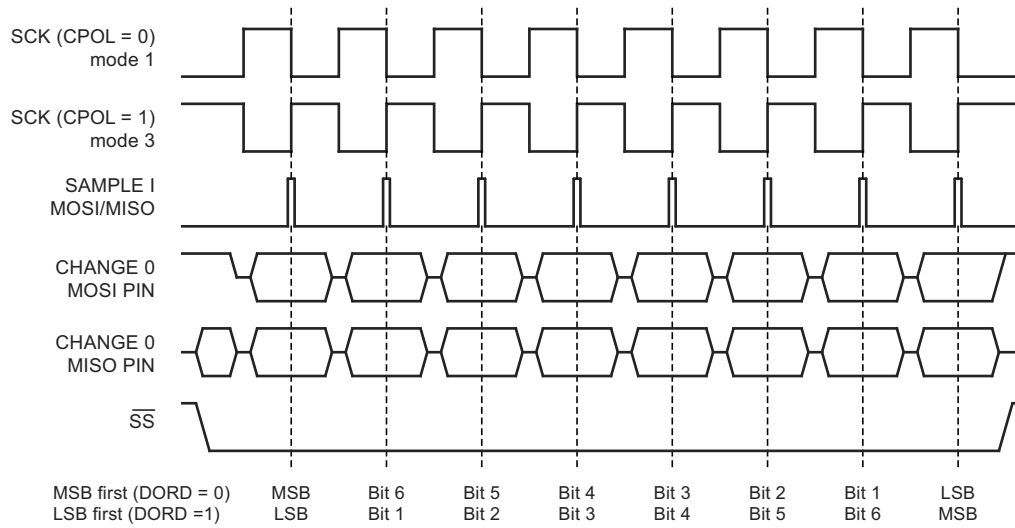 SCK (CPOL = 0)
mode 1
SCK (CPOL = 1)
mode 3
SAMPLE I
MOSI/MISO
CHANGE 0
MOSI PIN
CHANGE 0
MISO PIN
SS
MSB first (DORD = 0) MSB Bit 6 Bit 5 Bit 4 Bit 3 Bit 2 Bit 1 LSB
LSB first (DORD =1) LSB Bit 1 Bit 2 Bit 3 Bit 4 Bit 5 Bit 6 MSB